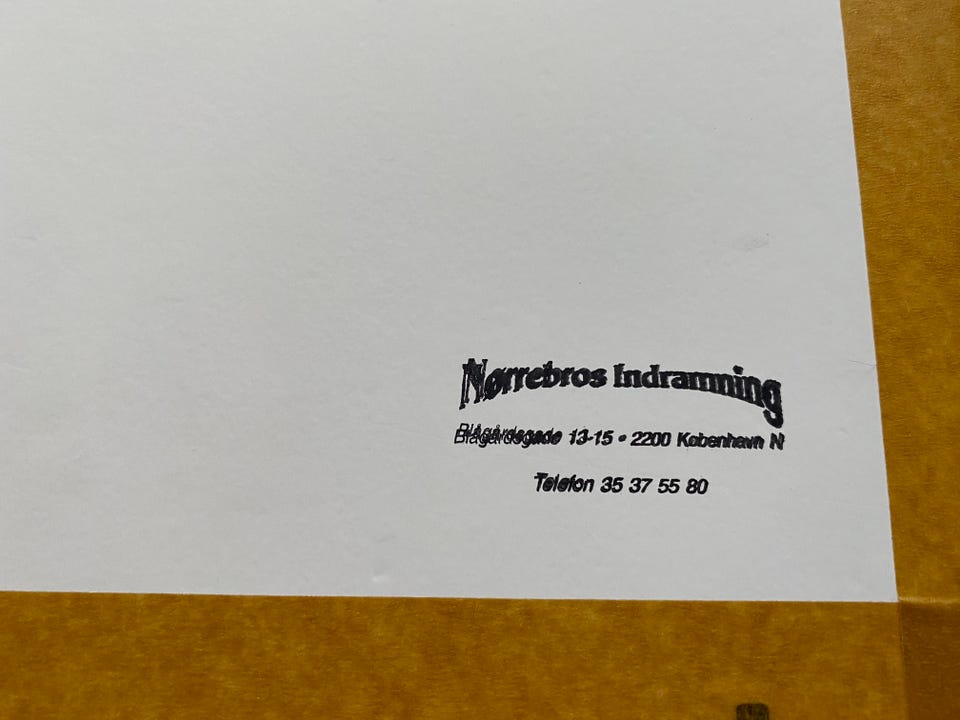 Nørrebros Indramning
Blågårdsgade 13-15 • 2200 København N
Telefon 35 37 55 80